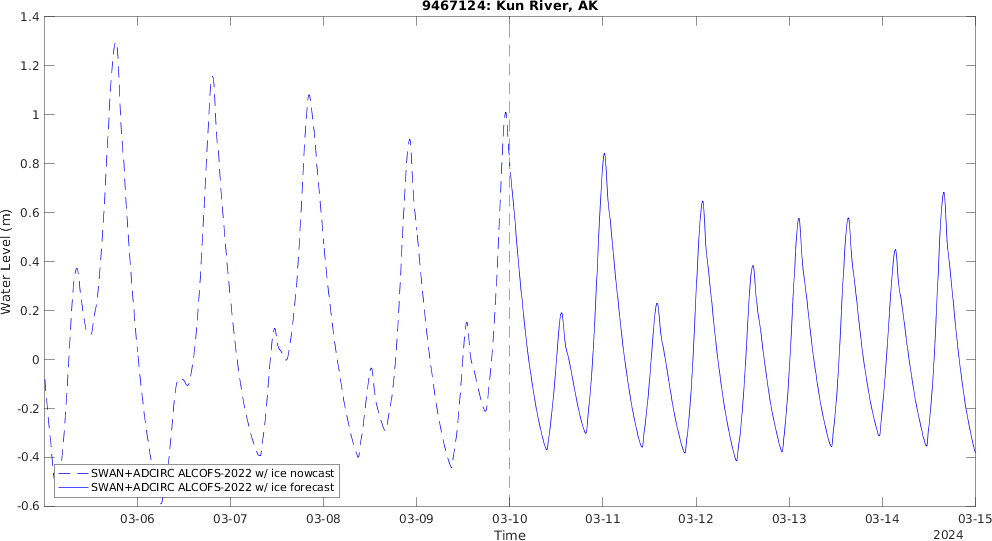 9467124: Kun River, AK
1.4
1.2
1
0.8
0.6
0.4
0.2
0
-0.2
-0.4
-0.6
Water Level (m)
SWAN+ADCIRC ALCOFS-2022 w/ ice nowcast
SWAN+ADCIRC ALCOFS-2022 w/ ice forecast
03-06 03-07 03-08 03-09 03-10 03-11 03-12 03-13 03-14 03-15
Time
2024